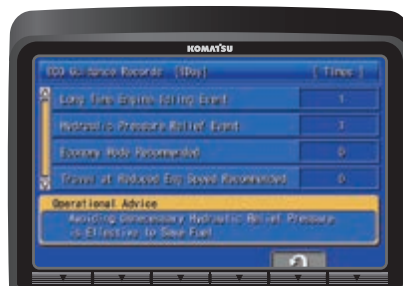 KOMATSU
ECO Guidance Records [1Day] [ Times ]
Long Time Engine Idling Event 1
Hydraulic Pressure Relief Event 3
Economy Mode Recommended 0
Travel at Reduced Eng Speed Recommended 0
Operational Advice
Avoiding Unnecessary Hydraulic Relief Pressure
is Effective to Save Fuel